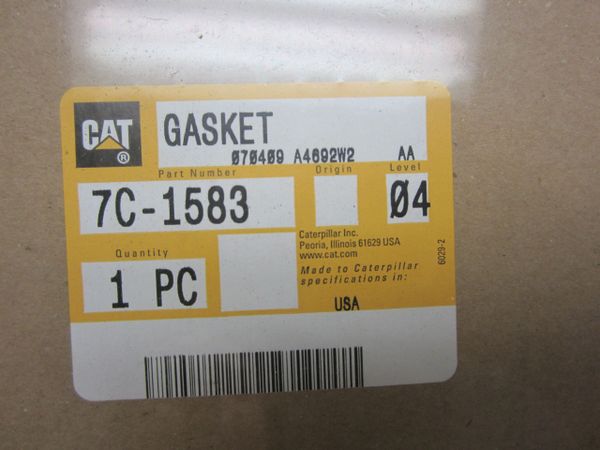 CAT®
GASKET
070409 A4692W2 AA
Part Number Origin Level
7C-1583 04
Caterpillar Inc.
Peoria, Illinois 61629 USA
www.cat.com
Quantity
1 PC
Made to Caterpillar
specifications in:
USA
6029-2